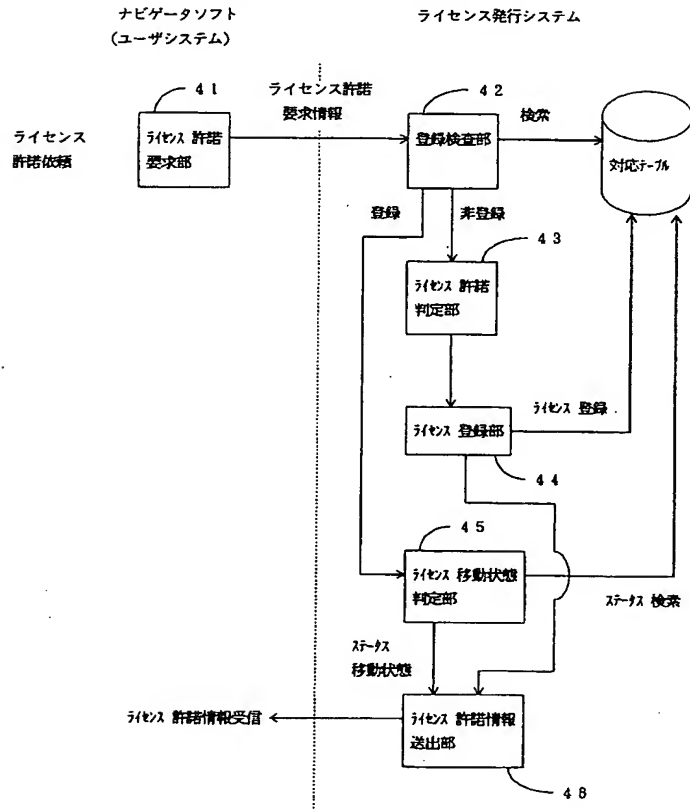 ナビゲータソフト
(ユーザシステム)
ライセンス発行システム
41
ライセンス許諾
要求情報
42
検索
ライセンス
許諾依頼
ライセンス 許諾
要求部
登録検査部
対応テーブル
登録
非登録
43
ライセンス 許諾
判定部
ライセンス 登録
ライセンス 登録部
44
45
ライセンス 移動状態
判定部
ステータス 検索
ステータス
移動状態
ライセンス 許諾情報受信
ライセンス 許諾情報
送出部
46